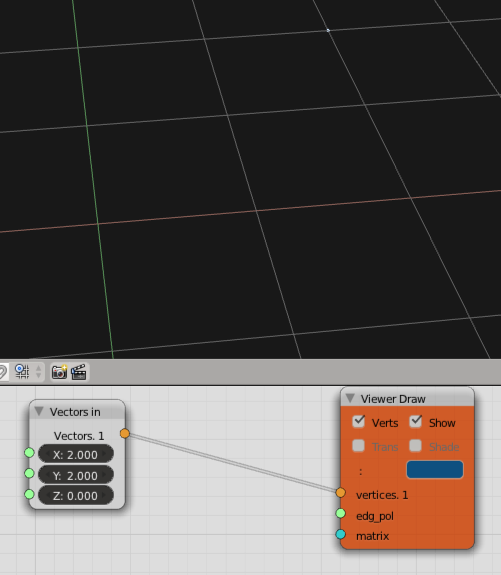 Vectors in
Vectors. 1
X: 2.000
Y: 2.000
Z: 0.000
Viewer Draw
Verts Show
Trans Shade
:
vertices. 1
edg_pol
matrix